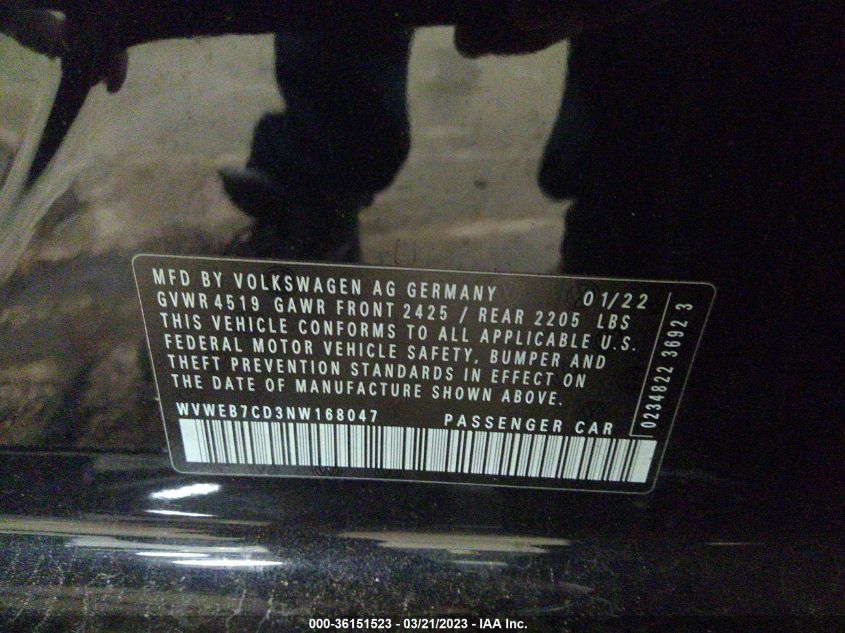 MFD BY VOLKSWAGEN AG GERMANY 01/22
GVWR 4519 GAWR FRONT 2425 / REAR 2205 LBS
THIS VEHICLE CONFORMS TO ALL APPLICABLE U.S.
FEDERAL MOTOR VEHICLE SAFETY, BUMPER AND
THEFT PREVENTION STANDARDS IN EFFECT ON
THE DATE OF MANUFACTURE SHOWN ABOVE.
WVWEB7CD3NW168047 PASSENGER CAR
0234822 3692 3
000-36151523 - 03/21/2023 - IAA Inc.